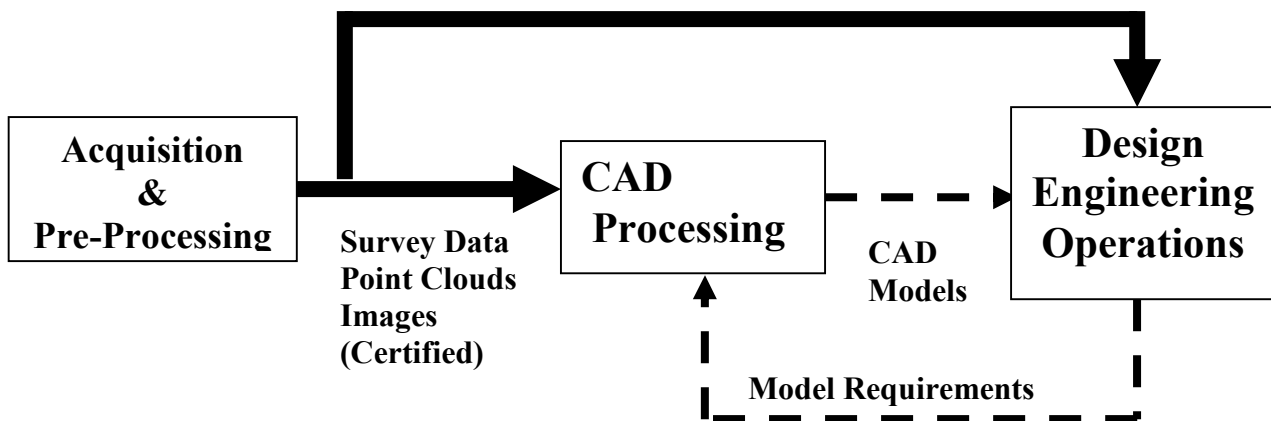 Acquisition
&
Pre-Processing
Survey Data
Point Clouds
Images
(Certified)
CAD
Processing
CAD
Models
Design
Engineering
Operations
Model Requirements